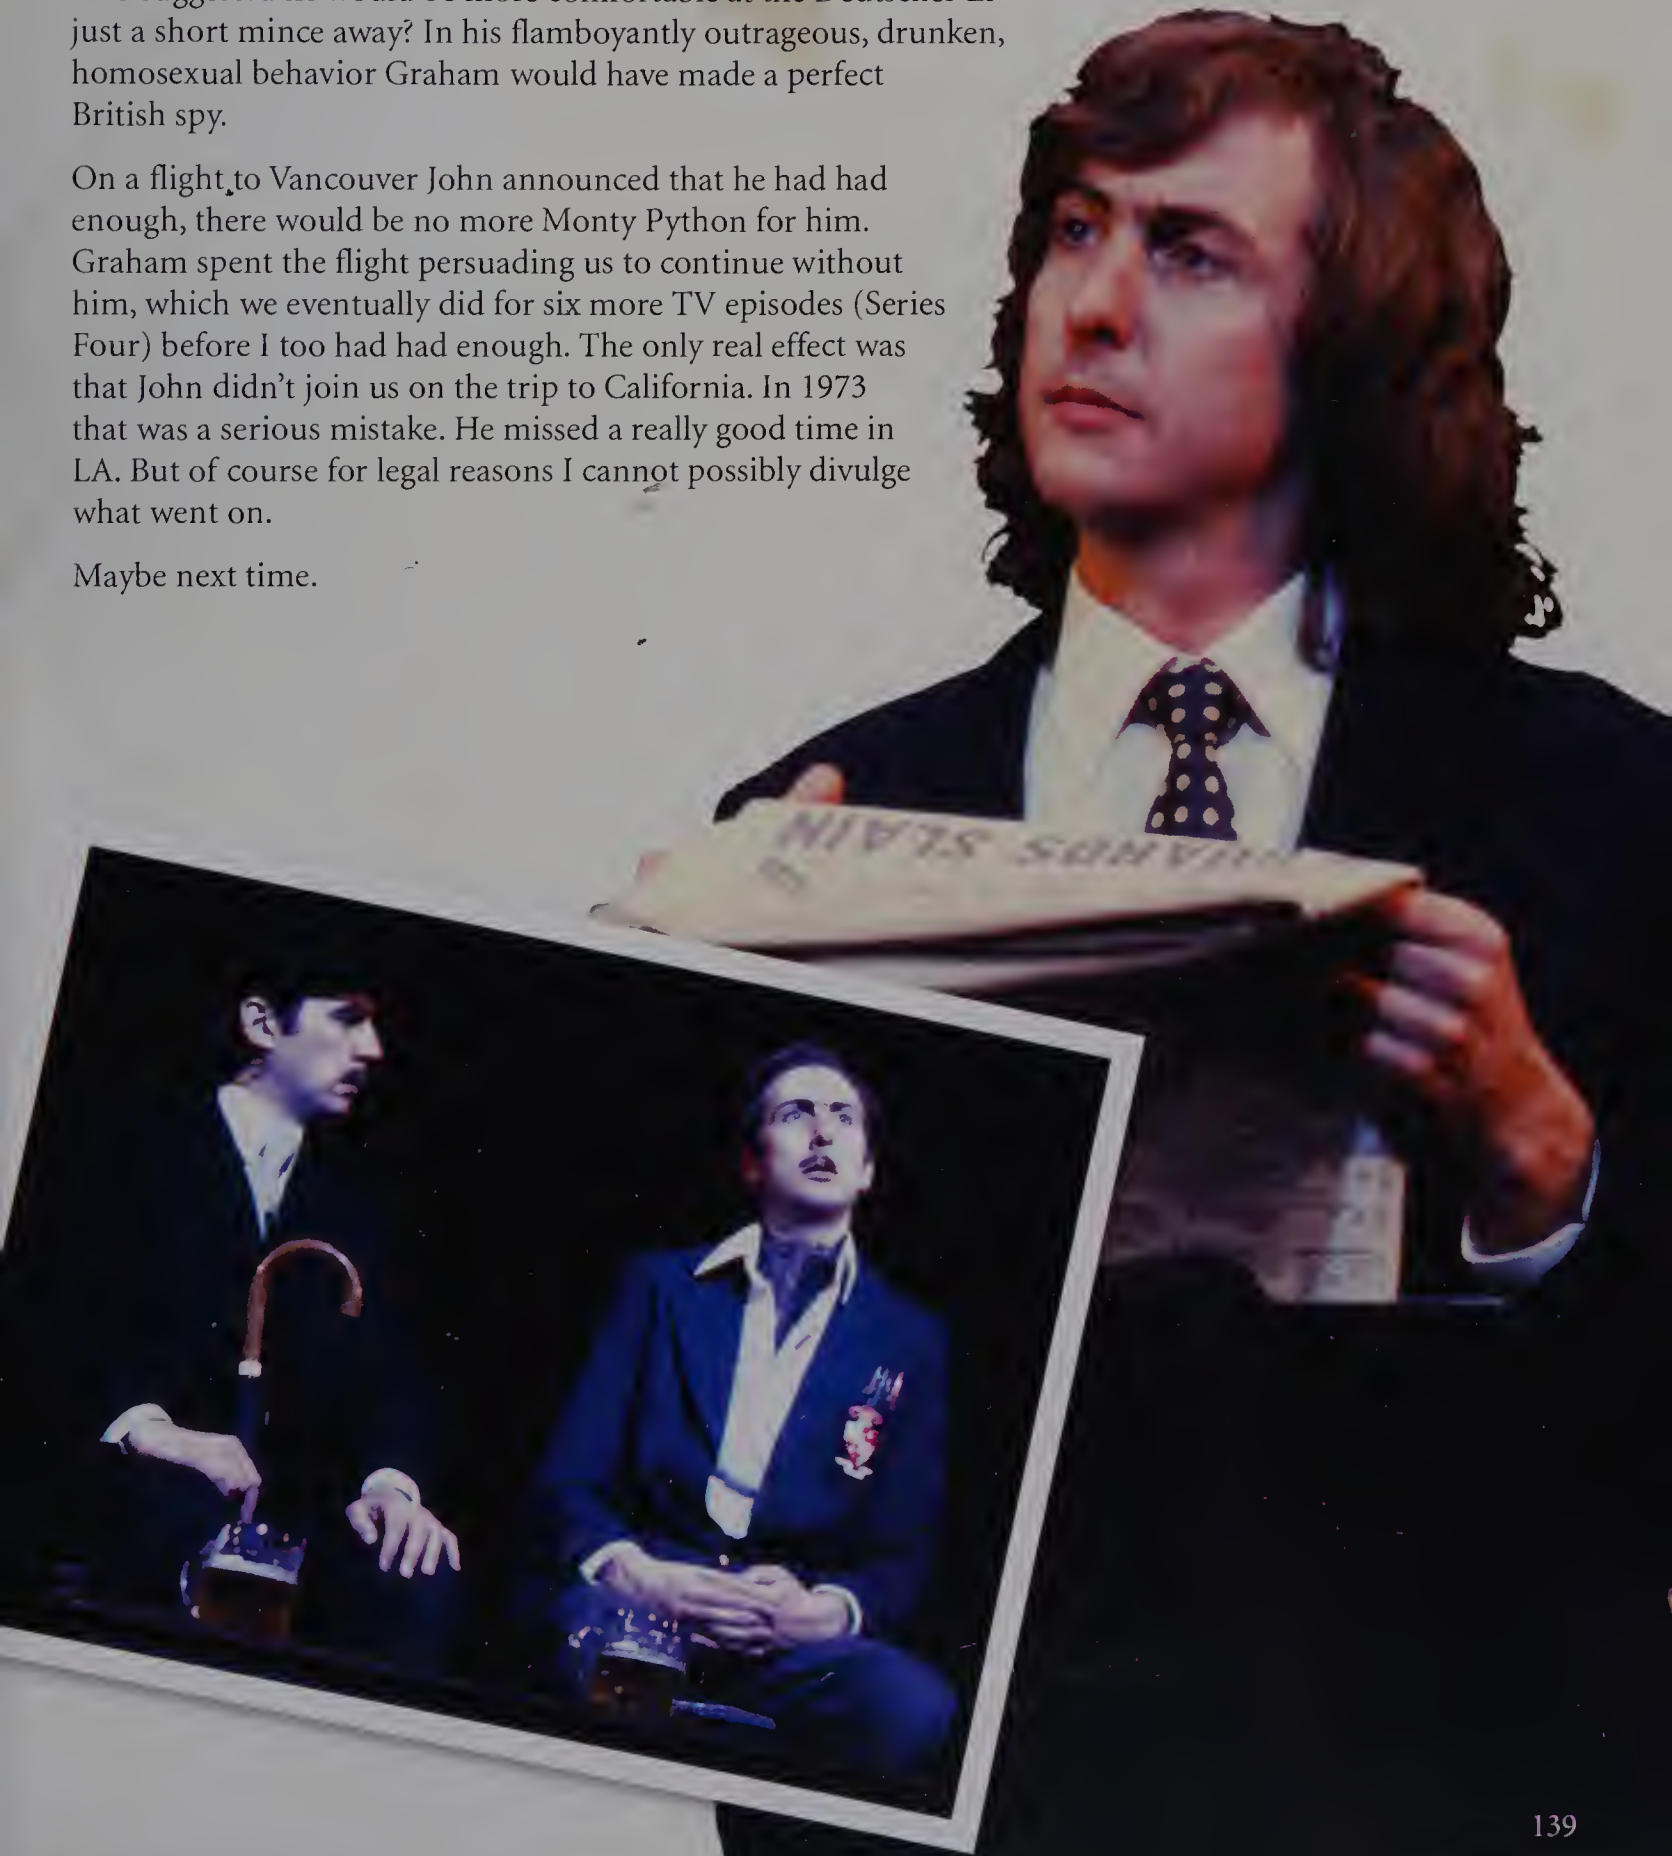 just a short mince away? In his flamboyantly outrageous, drunken,
homosexual behavior Graham would have made a perfect
British spy.
On a flight to Vancouver John announced that he had had
enough, there would be no more Monty Python for him.
Graham spent the flight persuading us to continue without
him, which we eventually did for six more TV episodes (Series
Four) before I too had had enough. The only real effect was
that John didn't join us on the trip to California. In 1973
that was a serious mistake. He missed a really good time in
LA. But of course for legal reasons I cannot possibly divulge
what went on.
Maybe next time.
SLAIN
139